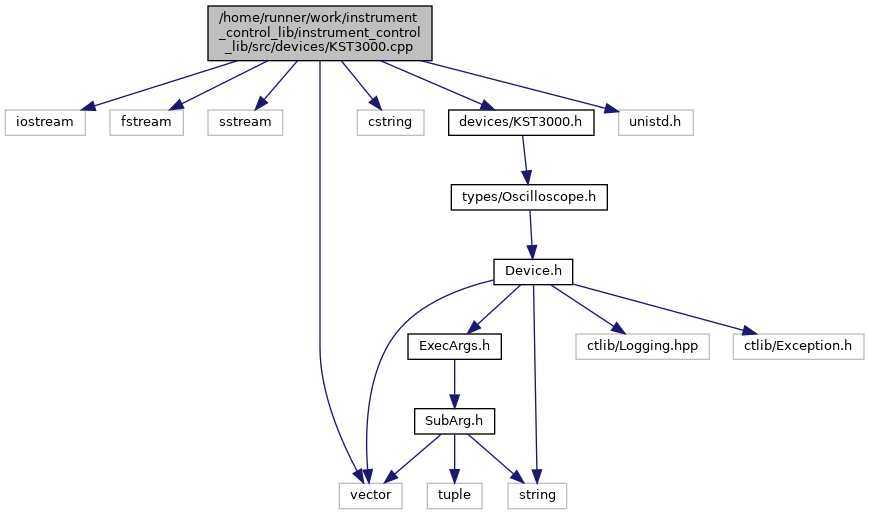 /home/runner/work/instrument
_control_lib/instrument_control
_lib/src/devices/KST3000.cpp
iostream
fstream
sstream
cstring
devices/KST3000.h
unistd.h
types/Oscilloscope.h
Device.h
ExecArgs.h
ctlib/Logging.hpp
ctlib/Exception.h
SubArg.h
vector
tuple
string